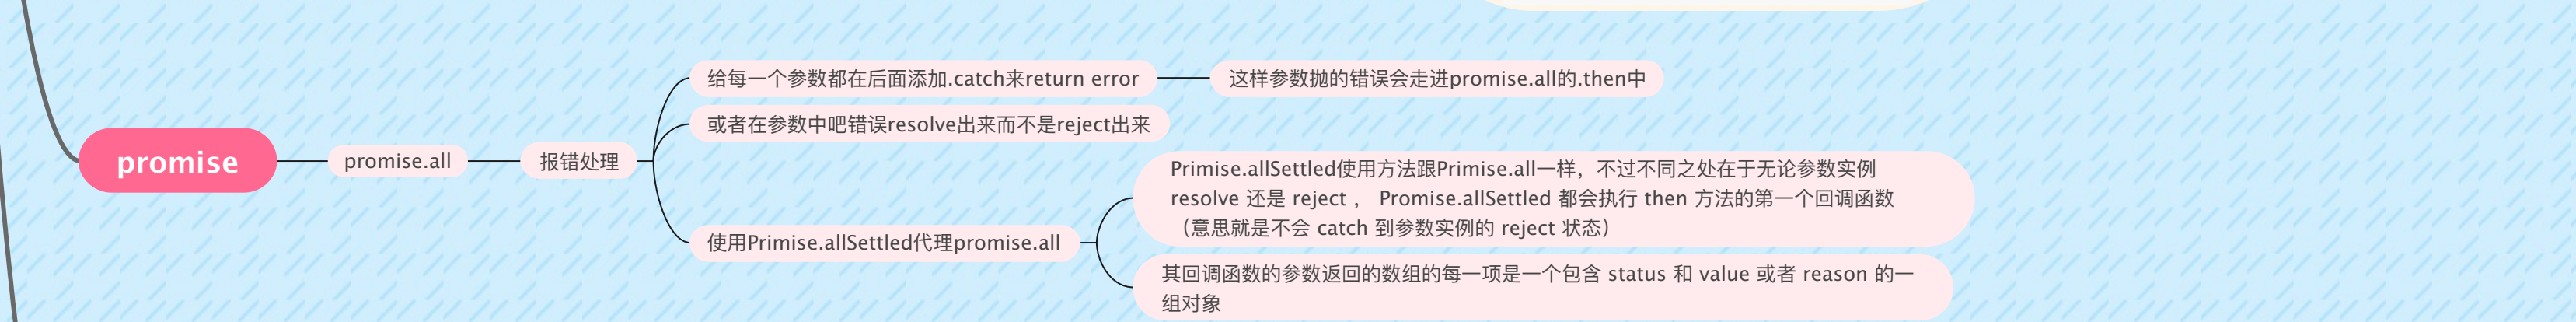 promise
promise.all
报错处理
给每一个参数都在后面添加.catch来return error
这样参数抛的错误会走进promise.all的.then中
或者在参数中吧错误resolve出来而不是reject出来
使用Primise.allSettled代理promise.all
Primise.allSettled使用方法跟Primise.all一样，不过不同之处在于无论参数实例
resolve 还是 reject ， Promise.allSettled 都会执行 then 方法的第一个回调函数
（意思就是不会 catch 到参数实例的 reject 状态）
其回调函数的参数返回的数组的每一项是一个包含 status 和 value 或者 reason 的一
组对象